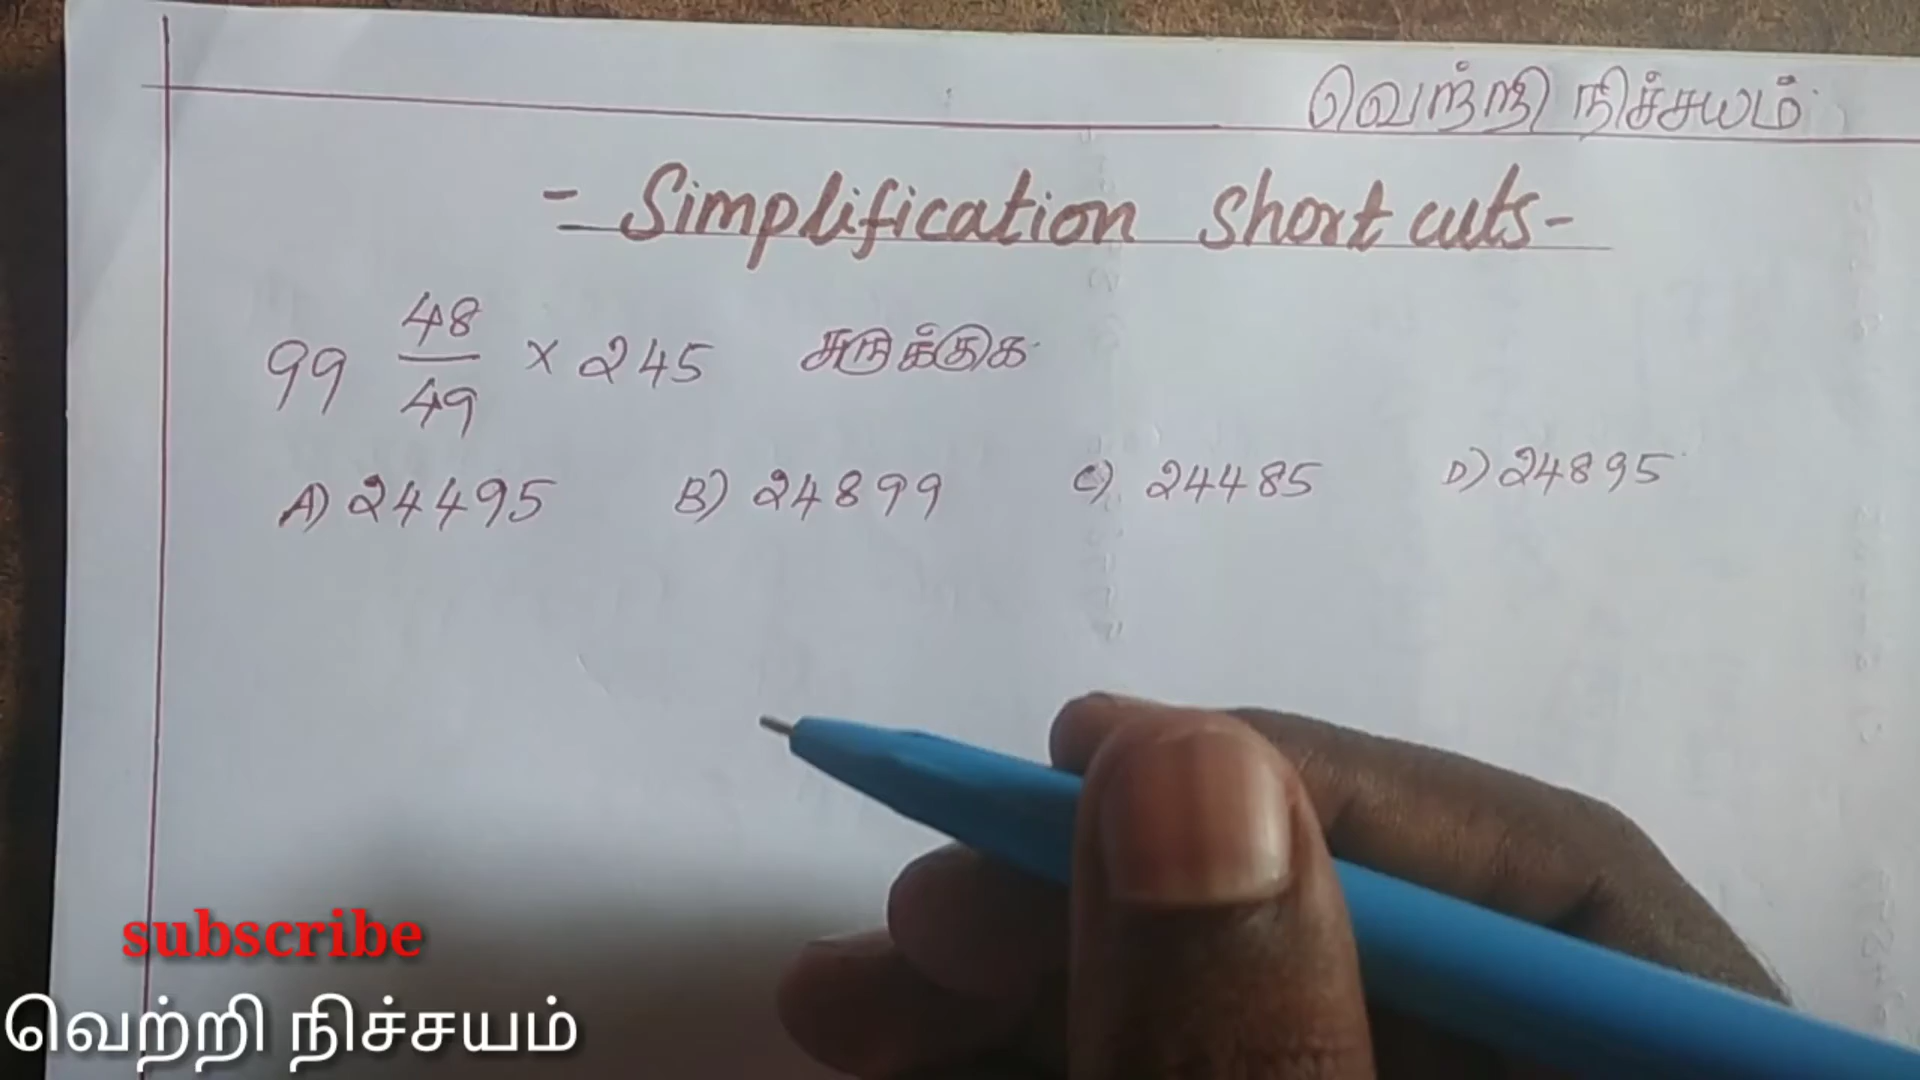 வெற்றி நிச்சயம்
- Simplification Short cuts -
99 48/49 × 245 சுருக்குக
A) 24495 B) 24899 C) 24485 D) 24895
subscribe
வெற்றி நிச்சயம்